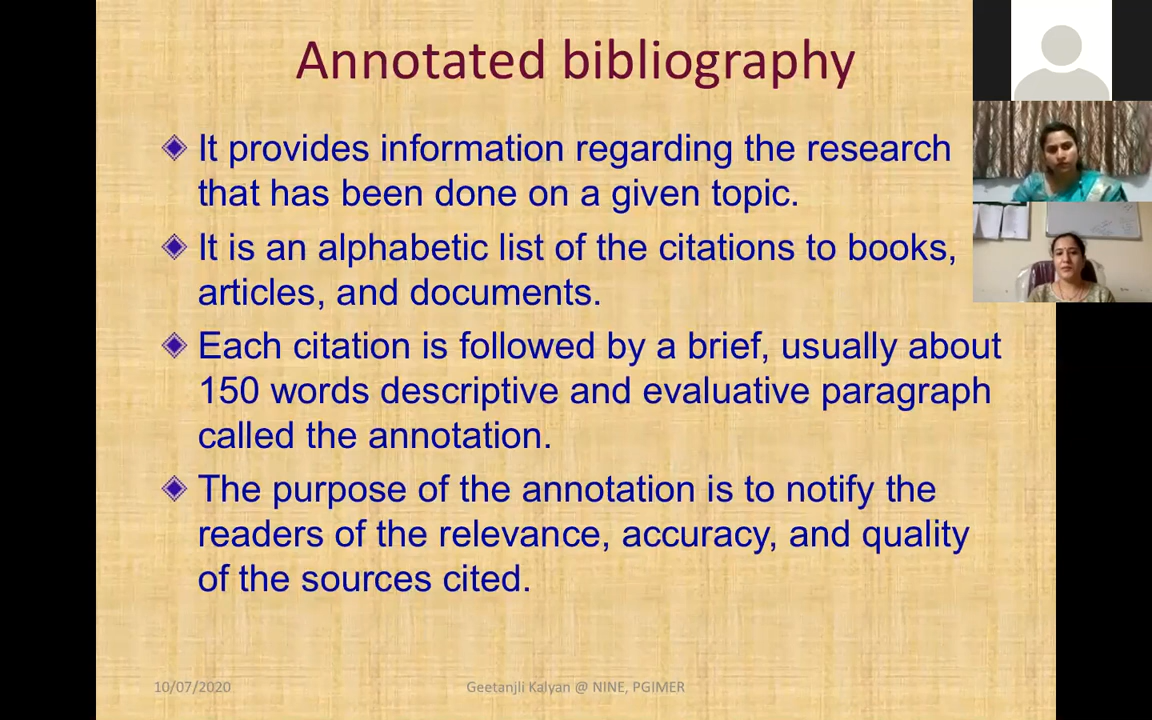 Annotated bibliography
It provides information regarding the research
that has been done on a given topic.
It is an alphabetic list of the citations to books,
articles, and documents.
Each citation is followed by a brief, usually about
150 words descriptive and evaluative paragraph
called the annotation.
The purpose of the annotation is to notify the
readers of the relevance, accuracy, and quality
of the sources cited.
10/07/2020
Geetanjli Kalyan @ NINE, PGIMER